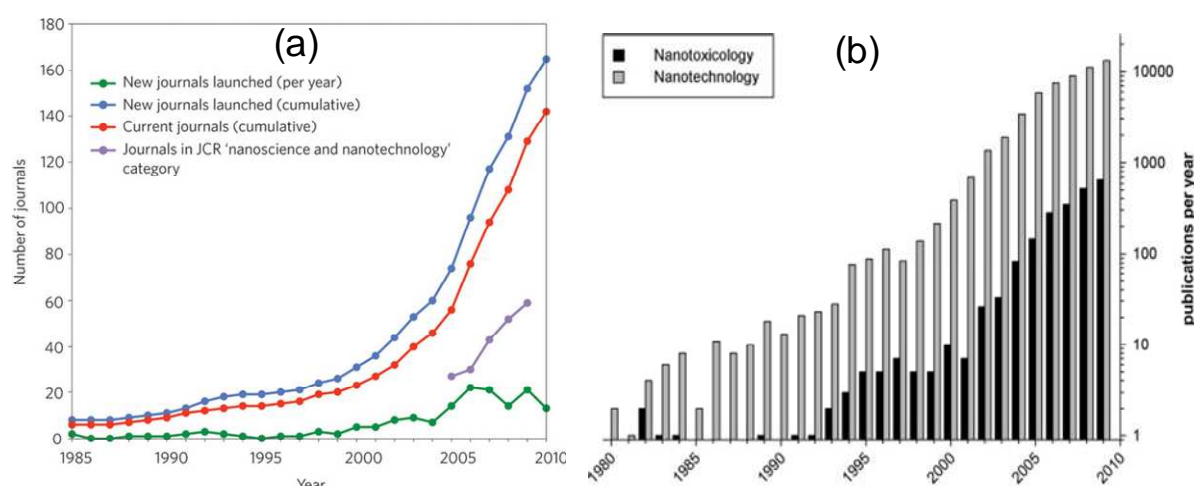 (a)
180
160
140
120
100
80
60
40
20
0
Number of journals
New journals launched (per year)
New journals launched (cumulative)
Current journals (cumulative)
Journals in JCR 'nanoscience and nanotechnology'
category
1985
1990
1995
2000
2005
2010
Year
(b)
Nanotoxicology
Nanotechnology
10000
1000
100
10
1
publications per year
1980
1985
1990
1995
2000
2005
2010